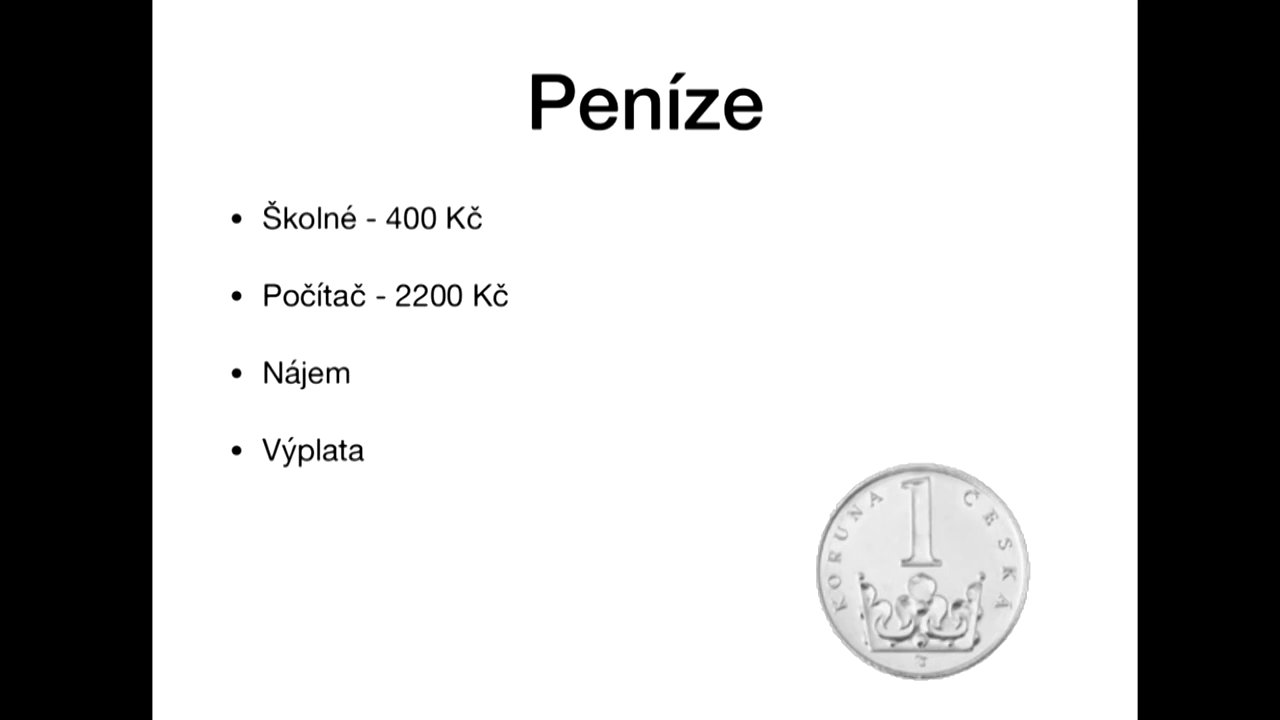 Peníze
• Školné - 400 Kč
• Počítač - 2200 Kč
• Nájem
• Výplata
KORUNA ČESKÁ
1